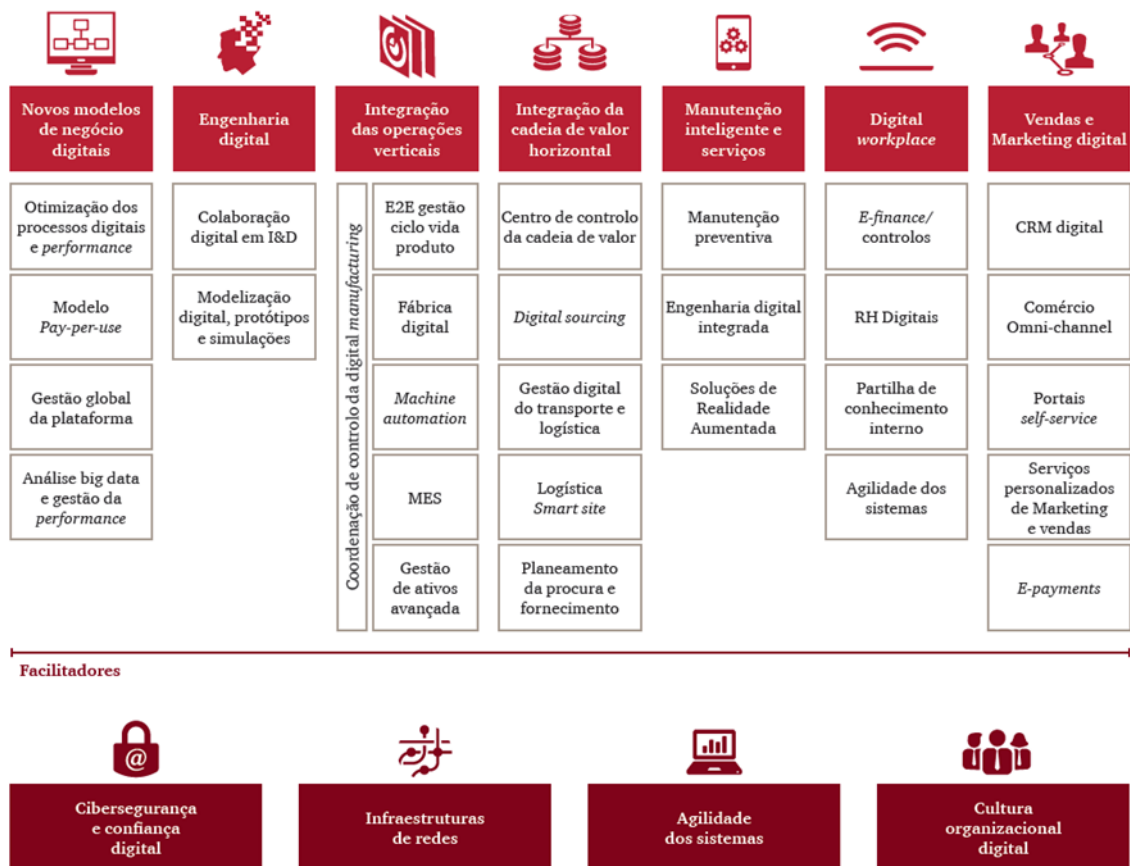 Novos modelos
de negócio
digitais
Engenharia
digital
Integração
das operações
verticais
Integração da
cadeia de valor
horizontal
Manutenção
inteligente e
serviços
Digital
workplace
Vendas e
Marketing digital
Otimização dos
processos digitais
e performance
Modelo
Pay-per-use
Gestão global
da plataforma
Análise big data
e gestão da
performance
Colaboração
digital em I&D
Modelização
digital, protótipos
e simulações
Coordenação de controlo da digital manufacturing
E2E gestão
ciclo vida
produto
Fábrica
digital
Machine
automation
MES
Gestão
de ativos
avançada
Centro de controlo
da cadeia de valor
Digital sourcing
Gestão digital
do transporte e
logística
Logística
Smart site
Planeamento
da procura e
fornecimento
Manutenção
preventiva
Engenharia digital
integrada
Soluções de
Realidade
Aumentada
E-finance/
controlos
RH Digitais
Partilha de
conhecimento
interno
Agilidade dos
sistemas
CRM digital
Comércio
Omni-channel
Portais
self-service
Serviços
personalizados
de Marketing
e vendas
E-payments
Facilitadores
@
Cibersegurança
e confiança
digital
Infraestruturas
de redes
Agilidade
dos sistemas
Cultura
organizacional
digital